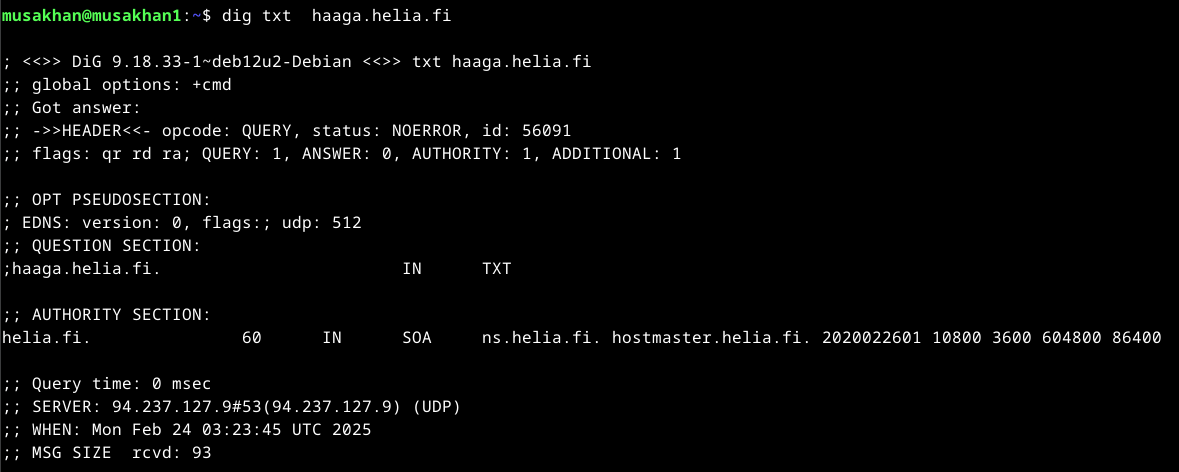 musakhan@musakhan1:~$ dig txt  haaga.helia.fi
; <<>> DiG 9.18.33-1~deb12u2-Debian <<>> txt haaga.helia.fi
;; global options: +cmd
;; Got answer:
;; ->>HEADER<<- opcode: QUERY, status: NOERROR, id: 56091
;; flags: qr rd ra; QUERY: 1, ANSWER: 0, AUTHORITY: 1, ADDITIONAL: 1
;; OPT PSEUDOSECTION:
; EDNS: version: 0, flags:; udp: 512
;; QUESTION SECTION:
;haaga.helia.fi.			IN	TXT
;; AUTHORITY SECTION:
helia.fi.		60	IN	SOA	ns.helia.fi. hostmaster.helia.fi. 2020022601 10800 3600 604800 86400
;; Query time: 0 msec
;; SERVER: 94.237.127.9#53(94.237.127.9) (UDP)
;; WHEN: Mon Feb 24 03:23:45 UTC 2025
;; MSG SIZE  rcvd: 93